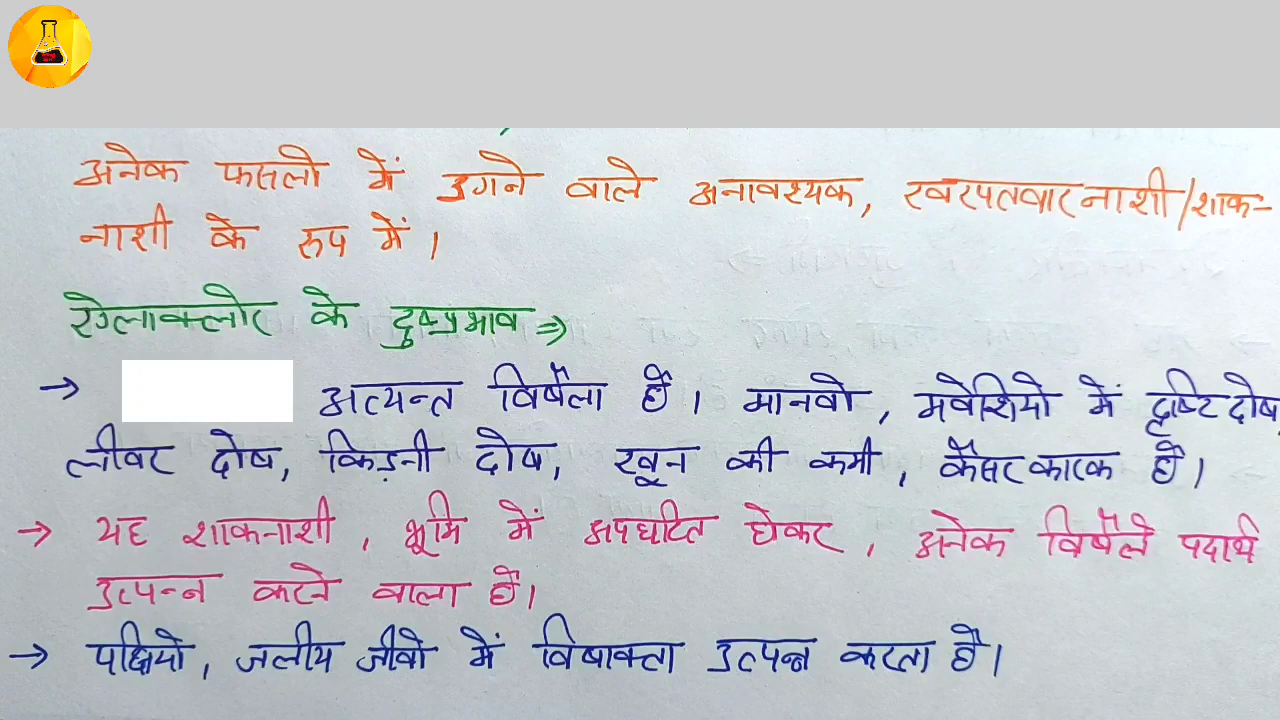 अनेक फसलो में उगने वाले अनावश्यक, खरपतवारनाशी/शाक-
नाशी के रुप में।
ऐलाक्लोर के दुष्प्रभाव ⇒
→ अत्यन्त विषैला है। मानवो, मवेशियो में दृष्टिदोष,
लीवर दोष, किड़नी दोष, खून की कमी, कैंसरकारक है।
→ यह शाकनाशी, भूमि में अपघटित होकर, अनेक विषैले पदार्थ
उत्पन्न करने वाला है।
→ पक्षियो, जलीय जीवो में विषाक्ता उत्पन्न करता है।